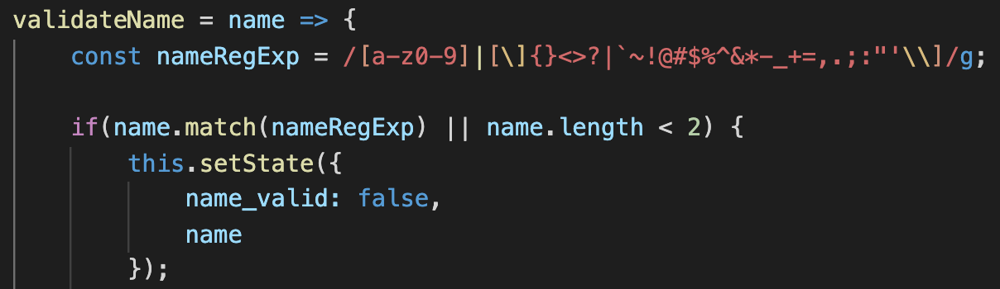 validateName = name => {
const nameRegExp = /[a-z0-9]|[\]{}<>?|`~!@#$%^&*-_+=,.;:"'\\]/g;
if(name.match(nameRegExp) || name.length < 2) {
this.setState({
name_valid: false,
name
});